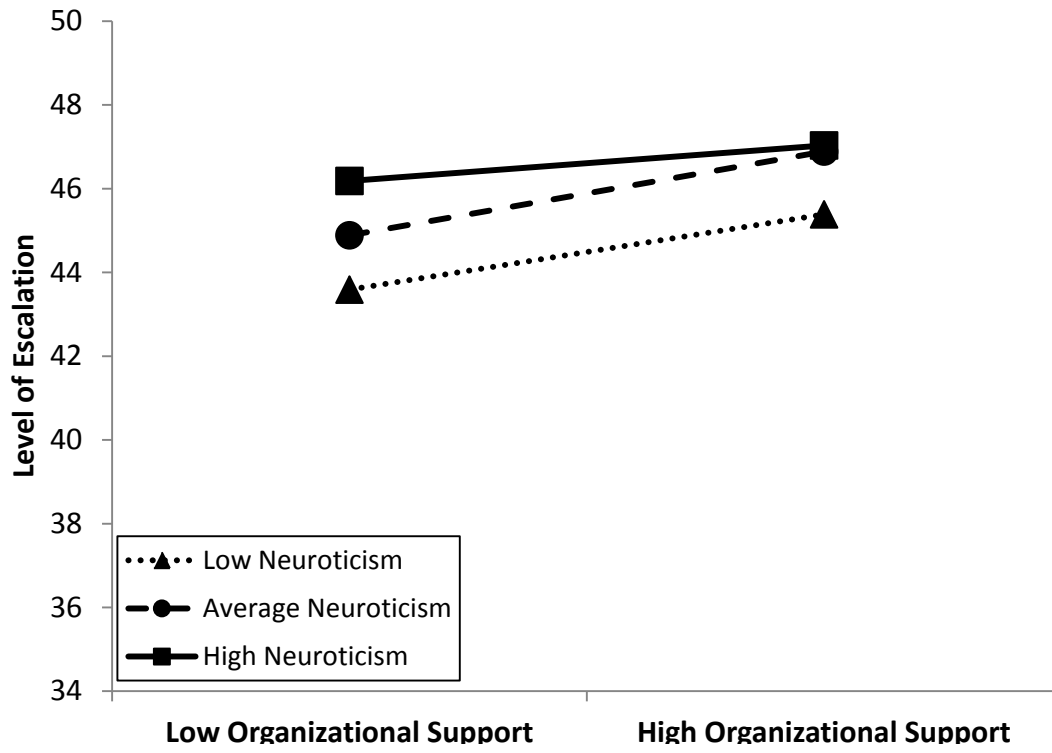 50
48
46
44
42
40
38
36
34
Level of Escalation
Low Neuroticism
Average Neuroticism
High Neuroticism
Low Organizational Support
High Organizational Support